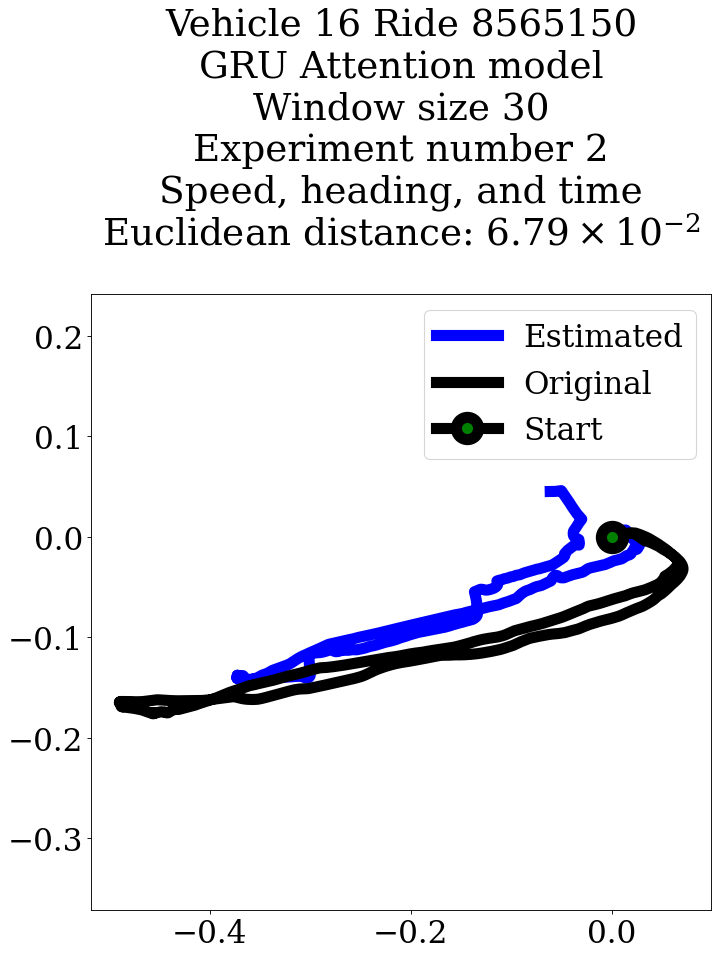 Vehicle 16 Ride 8565150
GRU Attention model
Window size 30
Experiment number 2
Speed, heading, and time
Euclidean distance: 6.79 × 10⁻²
Estimated
Original
Start
0.2
0.1
0.0
−0.1
−0.2
−0.3
−0.4 −0.2 0.0